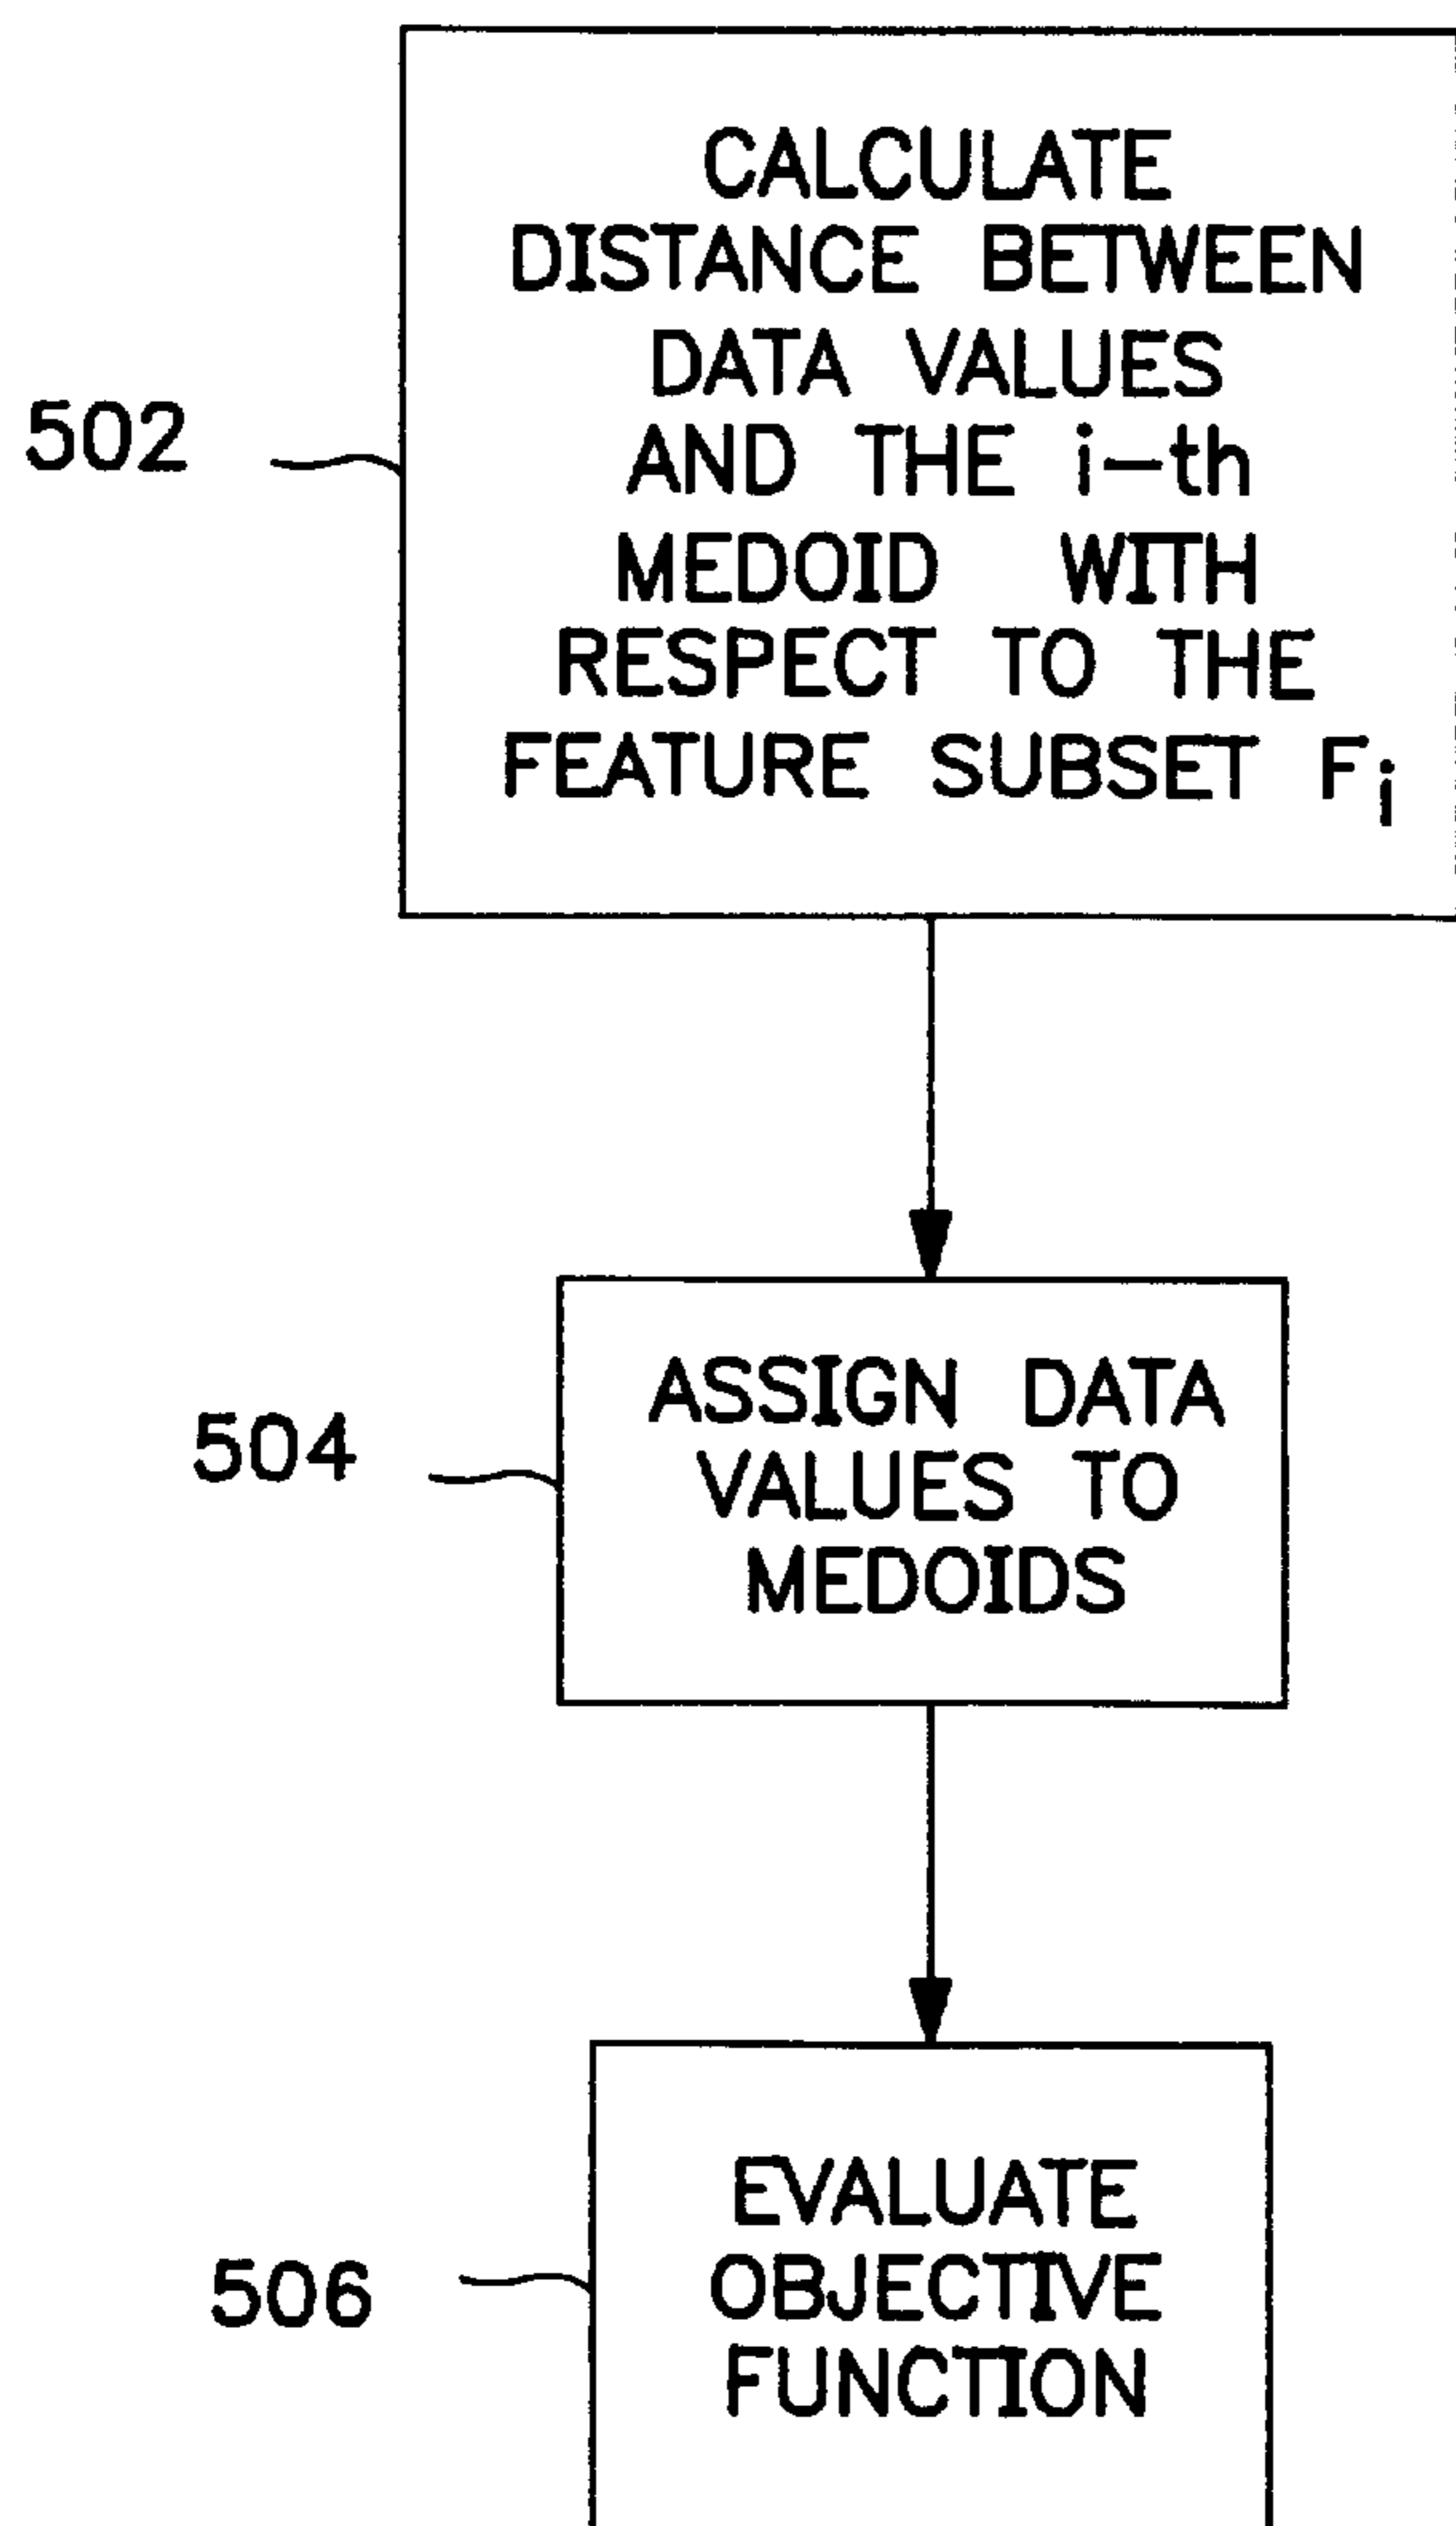 CALCULATE
DISTANCE BETWEEN
DATA VALUES
AND THE i-th
MEDOID WITH
RESPECT TO THE
FEATURE SUBSET Fi
502
ASSIGN DATA
VALUES TO
MEDOIDS
504
EVALUATE
OBJECTIVE
FUNCTION
506